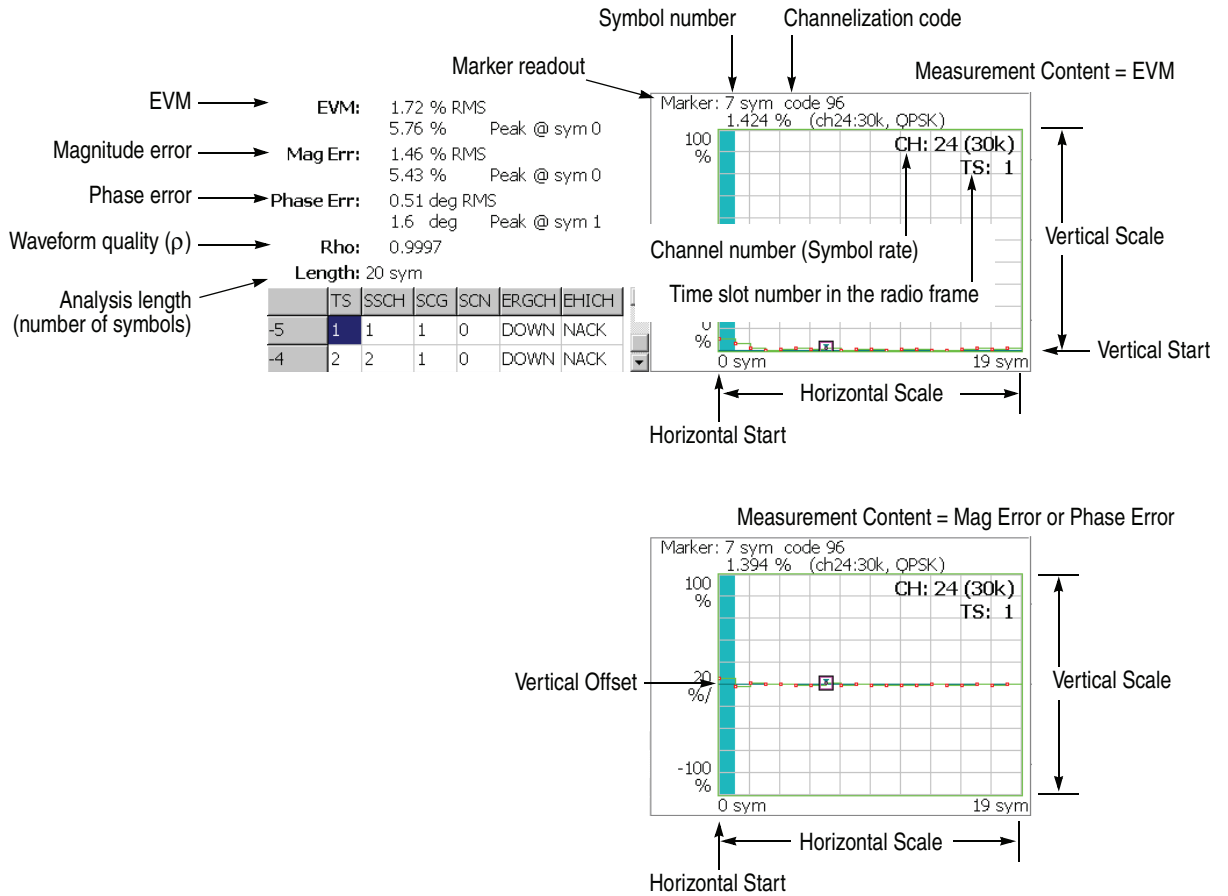 Symbol number
Channelization code
Marker readout
Measurement Content = EVM
EVM
EVM: 1.72 % RMS
5.76 % Peak @ sym 0
Magnitude error
Mag Err: 1.46 % RMS
5.43 % Peak @ sym 0
Phase error
Phase Err: 0.51 deg RMS
1.6 deg Peak @ sym 1
Waveform quality (ρ)
Rho: 0.9997
Length: 20 sym
Analysis length
(number of symbols)
TS SSCH SCG SCN ERGCH EHICH
-5 1 1 1 0 DOWN NACK
-4 2 2 1 0 DOWN NACK
Marker: 7 sym code 96
1.424 % (ch24:30k, QPSK)
100
%
CH: 24 (30k)
TS: 1
Channel number (Symbol rate)
Time slot number in the radio frame
Vertical Scale
0
%
Vertical Start
0 sym
19 sym
Horizontal Scale
Horizontal Start
Measurement Content = Mag Error or Phase Error
Marker: 7 sym code 96
1.394 % (ch24:30k, QPSK)
100
%
CH: 24 (30k)
TS: 1
Vertical Offset
20
%/
Vertical Scale
-100
%
0 sym
19 sym
Horizontal Scale
Horizontal Start